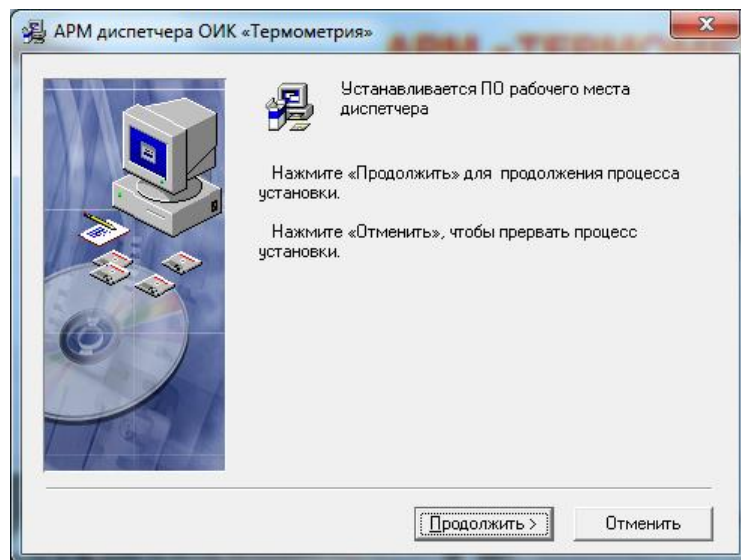 АРМ диспетчера ОИК «Термометрия»
Устанавливается ПО рабочего места
диспетчера
Нажмите «Продолжить» для продолжения процесса
установки.
Нажмите «Отменить», чтобы прервать процесс
установки.
Продолжить >
Отменить